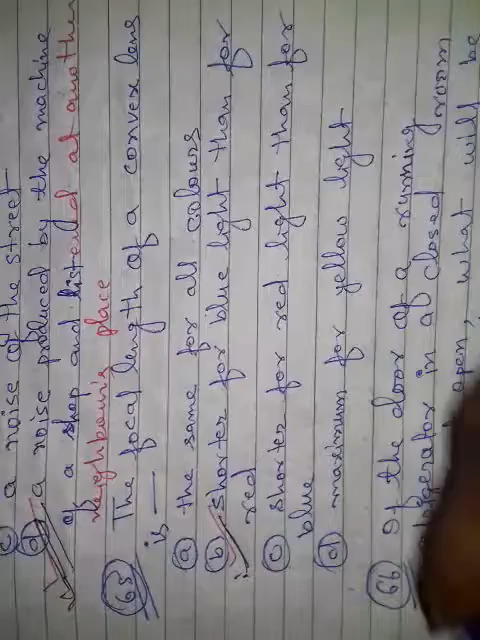 c) a noise of the street
d) a noise produced by the machine
of a shop and listened at another
neighbour's place
63) The focal length of a convex lens
is —
a) the same for all colours
b) shorter for blue light than for
red
c) shorter for red light than for
blue
d) maximum for yellow light
66) If the door of a running
refrigerator in a closed room
open, what will be